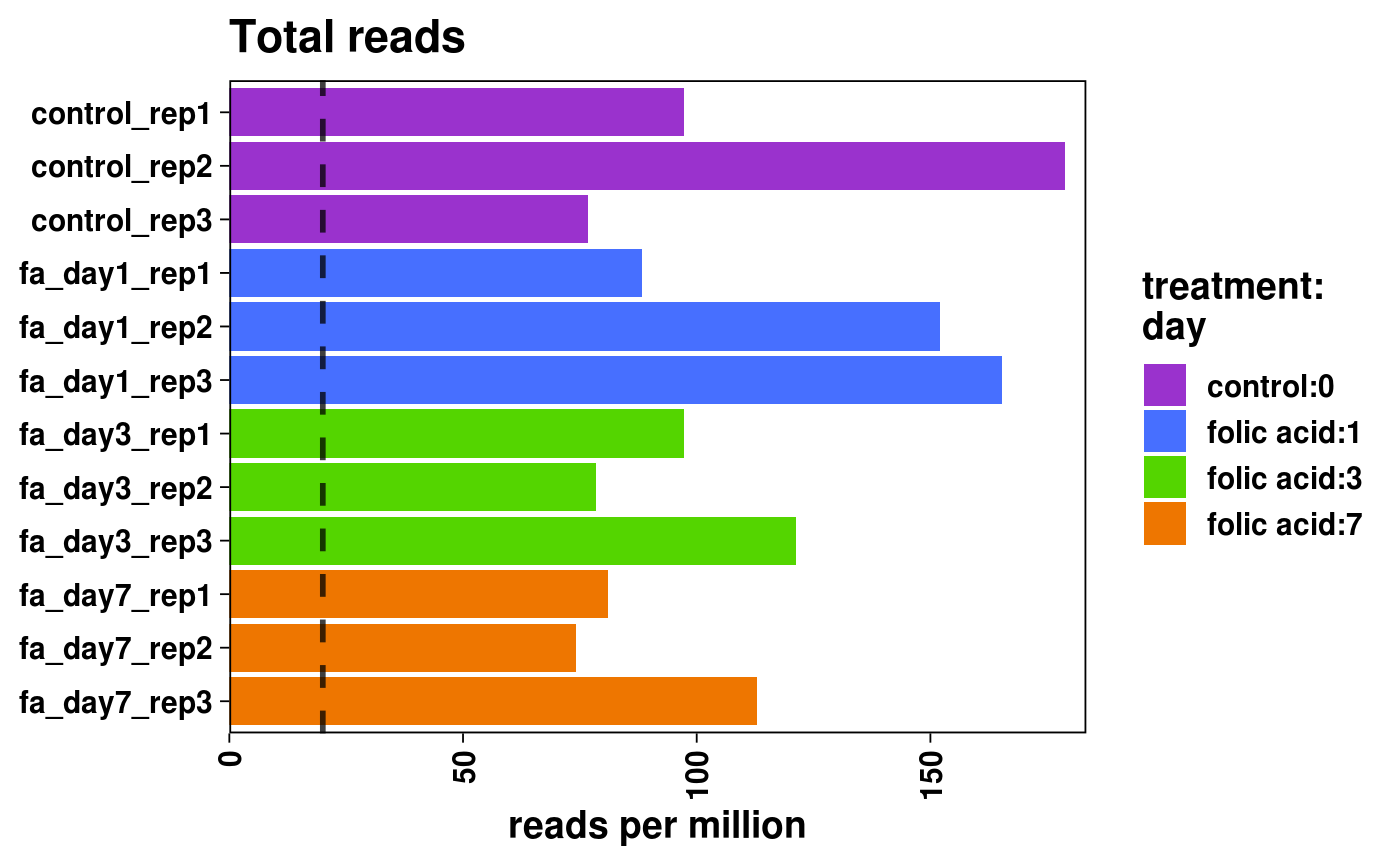 Total reads
control_rep1
control_rep2
control_rep3
fa_day1_rep1
fa_day1_rep2
fa_day1_rep3
fa_day3_rep1
fa_day3_rep2
fa_day3_rep3
fa_day7_rep1
fa_day7_rep2
fa_day7_rep3
0
50
100
150
reads per million
treatment:
day
control:0
folic acid:1
folic acid:3
folic acid:7